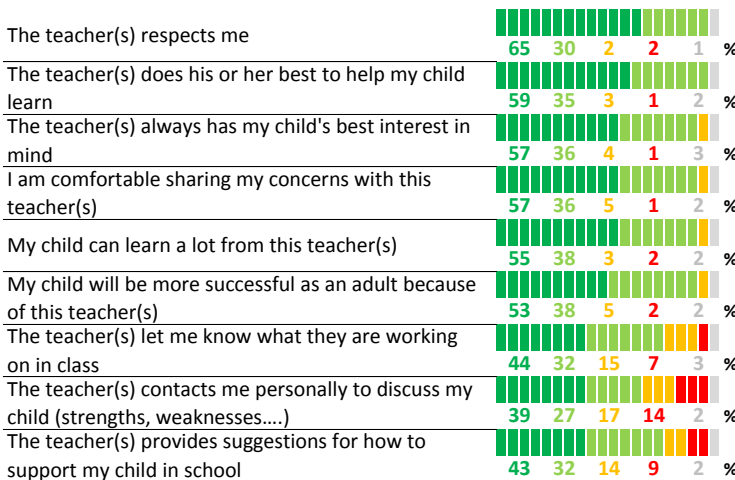 The teacher(s) respects me
65 30 2 2 1 %
The teacher(s) does his or her best to help my child
learn
59 35 3 1 2 %
The teacher(s) always has my child's best interest in
mind
57 36 4 1 3 %
I am comfortable sharing my concerns with this
teacher(s)
57 36 5 1 2 %
My child can learn a lot from this teacher(s)
55 38 3 2 2 %
My child will be more successful as an adult because
of this teacher(s)
53 38 5 2 2 %
The teacher(s) let me know what they are working
on in class
44 32 15 7 3 %
The teacher(s) contacts me personally to discuss my
child (strengths, weaknesses....)
39 27 17 14 2 %
The teacher(s) provides suggestions for how to
support my child in school
43 32 14 9 2 %